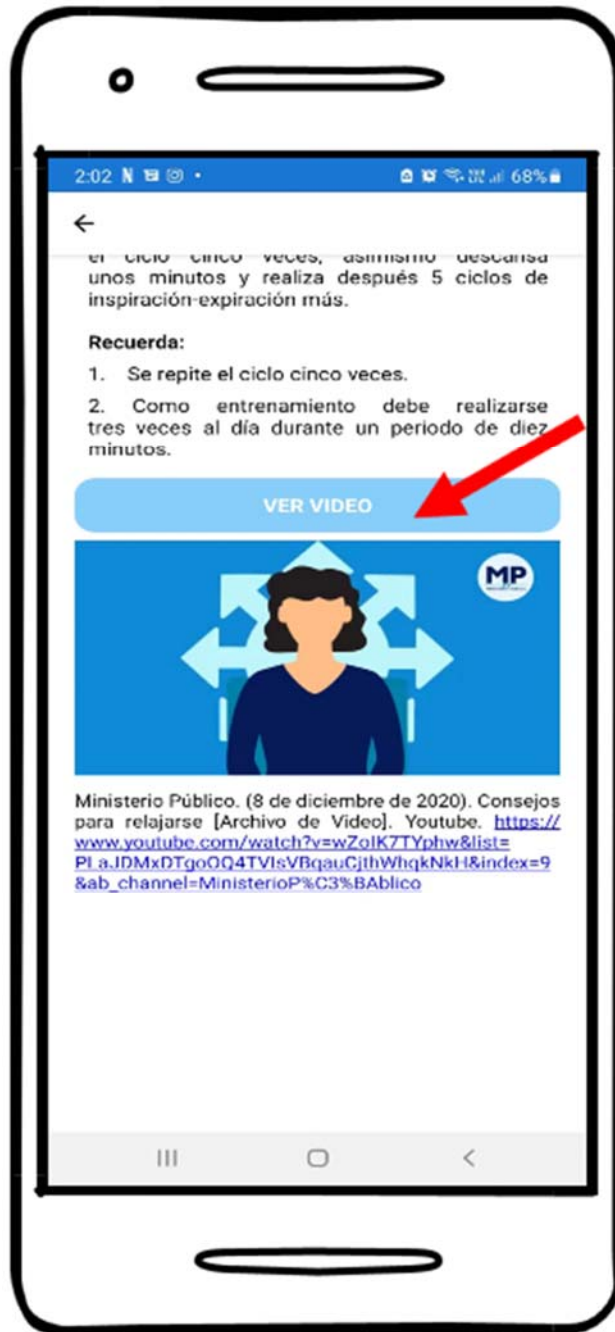 2:02
68%
el ciclo cinco veces, asimismo descansa
unos minutos y realiza después 5 ciclos de
inspiración-expiración más.
Recuerda:
1. Se repite el ciclo cinco veces.
2. Como entrenamiento debe realizarse
tres veces al día durante un periodo de diez
minutos.
VER VIDEO
MP
Ministerio Público. (8 de diciembre de 2020). Consejos
para relajarse [Archivo de Video]. Youtube. https://
www.youtube.com/watch?v=wZoIK7TYphw&list=
PLaJDMxDTgoOQ4TVIsVBqauCjthWhqkNkH&index=9
&ab_channel=MinisterioP%C3%BAblico